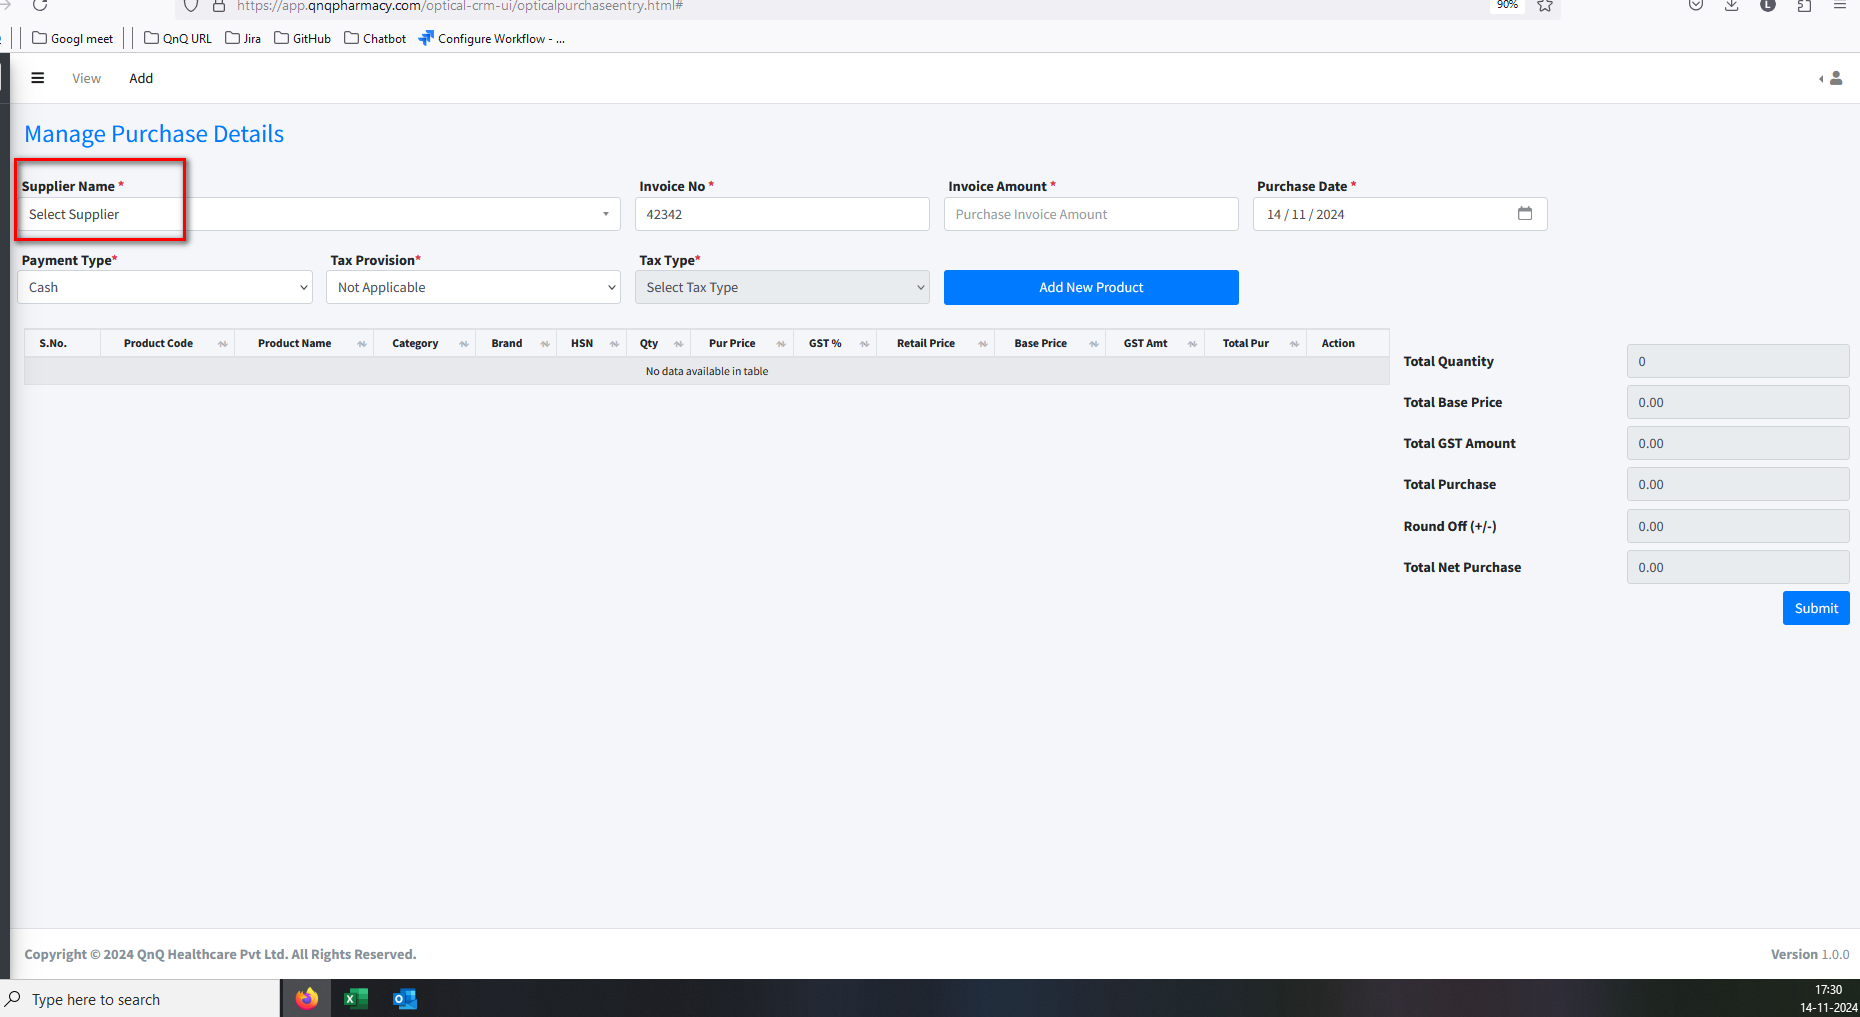 https://app.qnqpharmacy.com/optical-crm-ui/opticalpurchaseentry.html# 90% L
Googl meet QnQ URL Jira GitHub Chatbot Configure Workflow - ...
View Add
Manage Purchase Details
Supplier Name * Invoice No * Invoice Amount * Purchase Date *
Select Supplier 42342 Purchase Invoice Amount 14 / 11 / 2024
Payment Type* Tax Provision* Tax Type*
Cash Not Applicable Select Tax Type Add New Product
S.No. Product Code Product Name Category Brand HSN Qty Pur Price GST % Retail Price Base Price GST Amt Total Pur Action
No data available in table
Total Quantity 0
Total Base Price 0.00
Total GST Amount 0.00
Total Purchase 0.00
Round Off (+/-) 0.00
Total Net Purchase 0.00
Submit
Copyright © 2024 QnQ Healthcare Pvt Ltd. All Rights Reserved. Version 1.0.0
Type here to search 17:30
14-11-2024